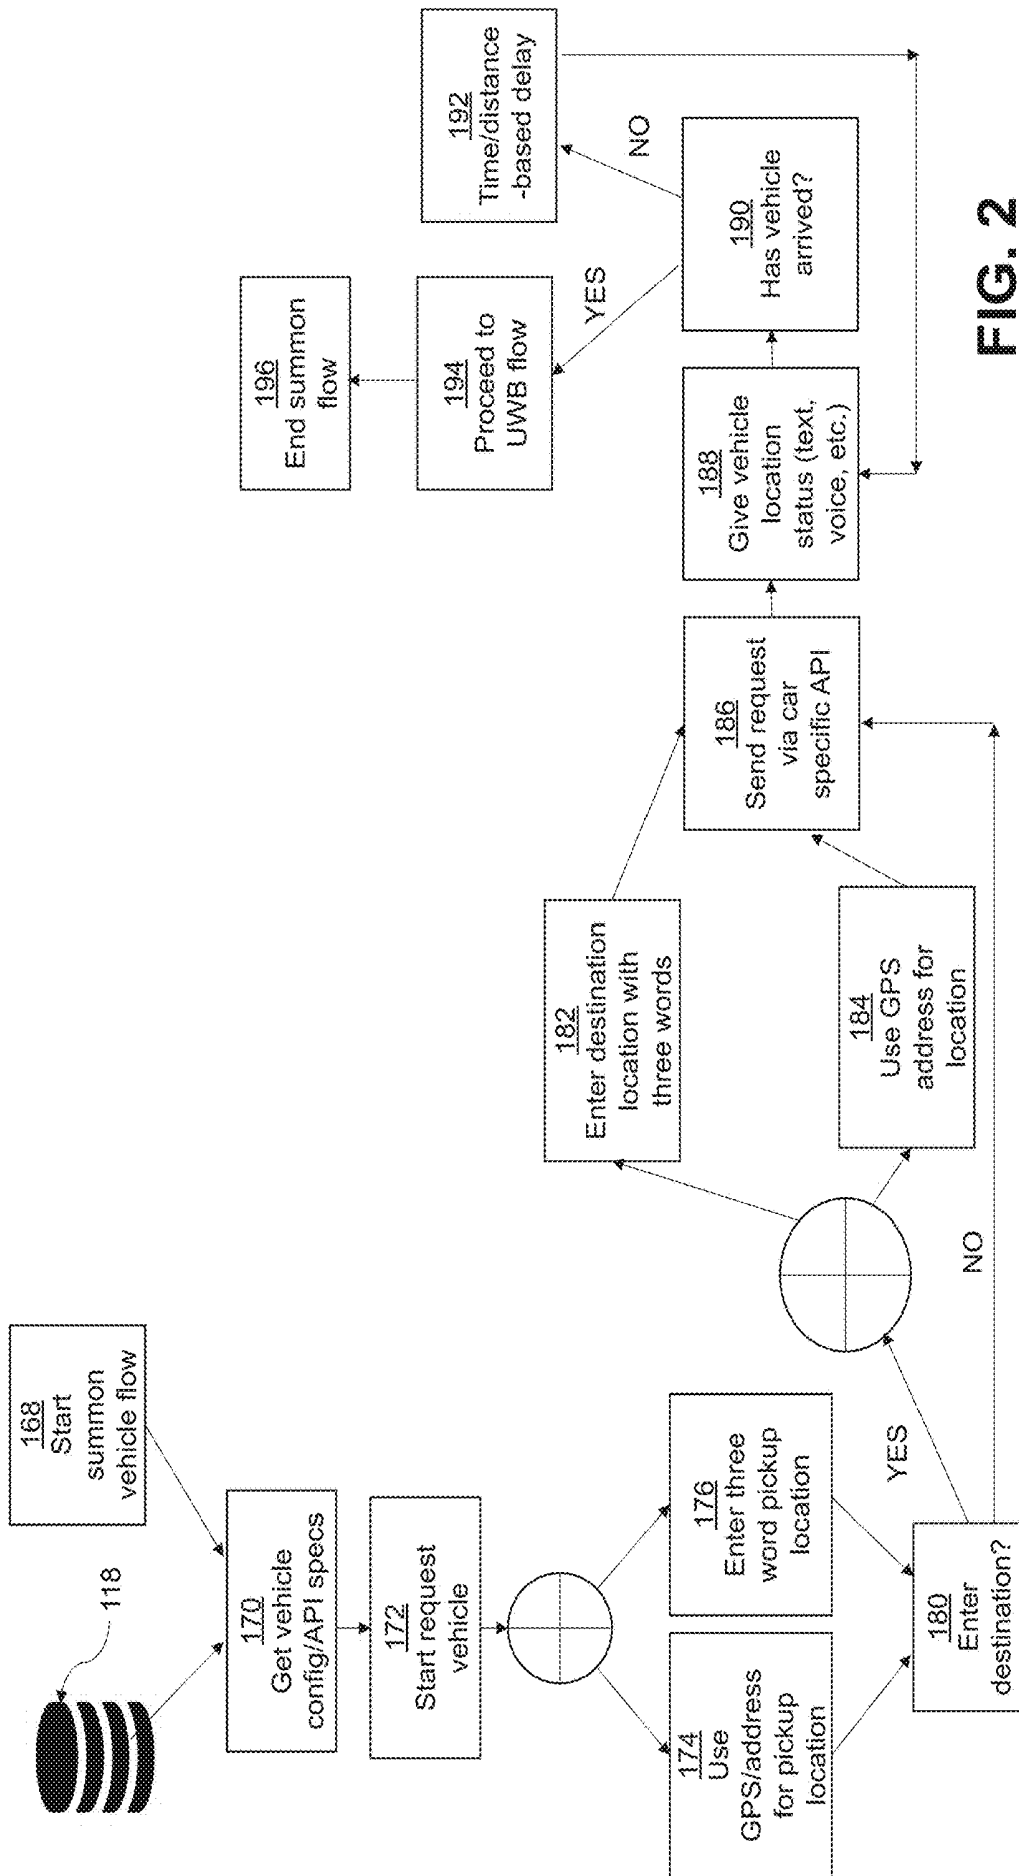 118
168
Start
summon
vehicle flow
170
Get vehicle
config/API specs
172
Start request
vehicle
174
Use
GPS/address
for pickup
location
176
Enter three
word pickup
location
180
Enter
destination?
YES
NO
182
Enter destination
location with
three words
184
Use GPS
address for
location
186
Send request
via car
specific API
188
Give vehicle
location
status (text,
voice, etc.)
190
Has vehicle
arrived?
NO
YES
192
Time/distance
-based delay
194
Proceed to
UWB flow
196
End summon
flow
FIG. 2